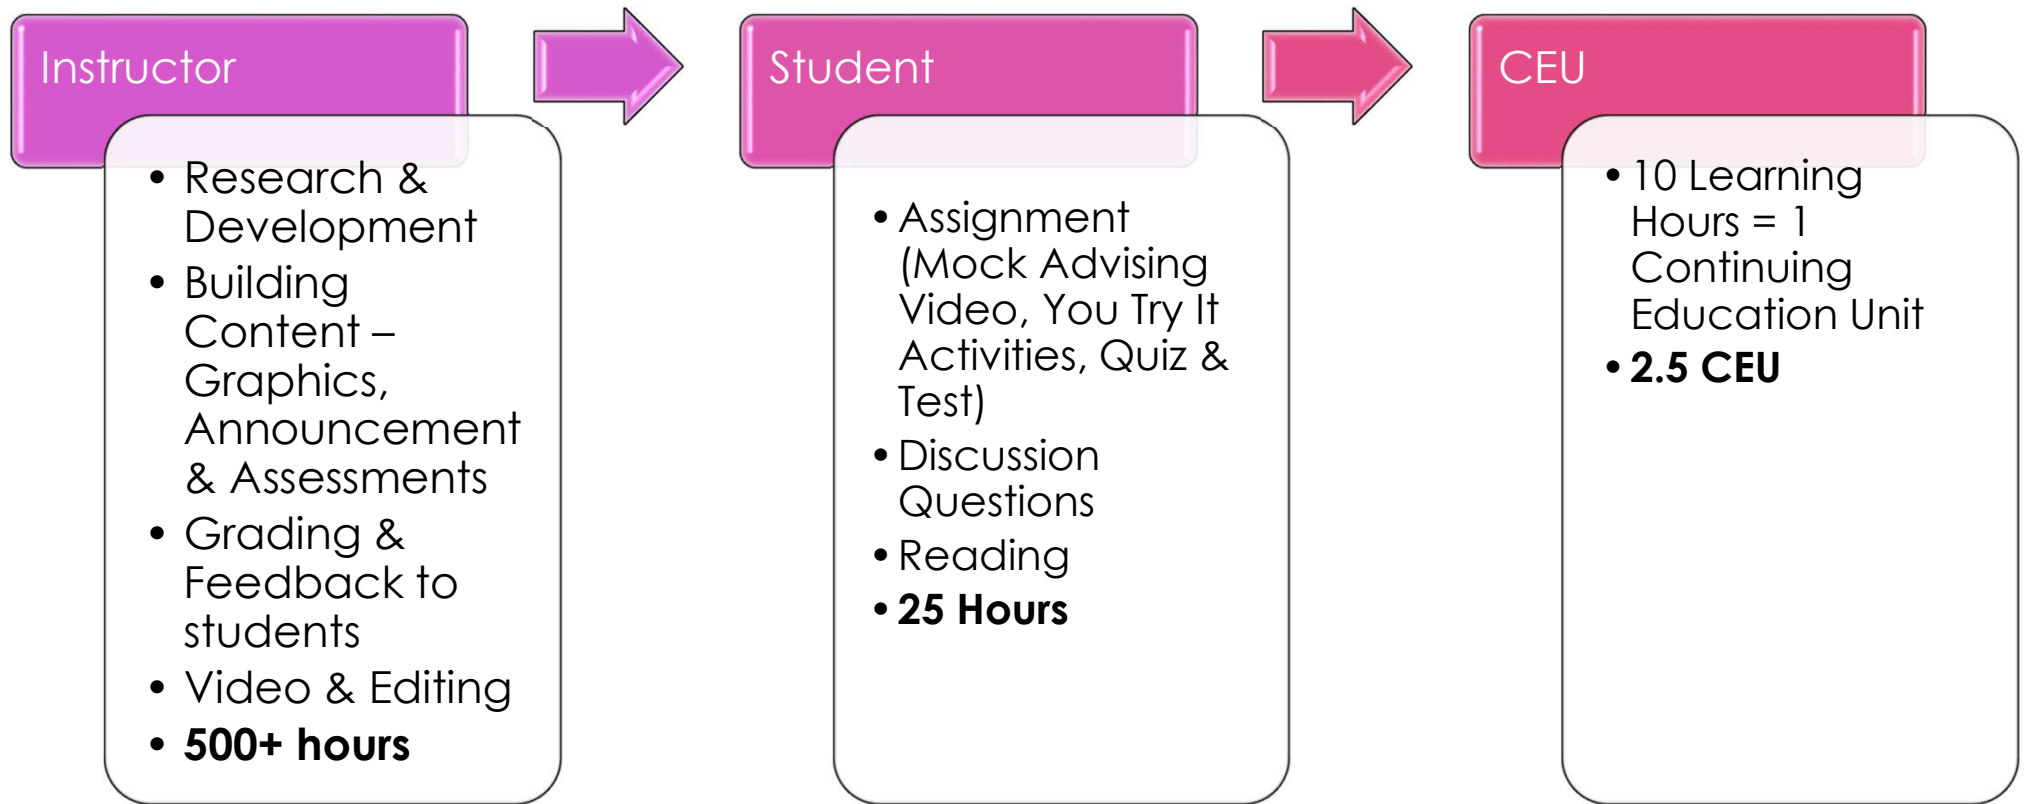 Instructor
• Research &
Development
• Building
Content –
Graphics,
Announcement
& Assessments
• Grading &
Feedback to
students
• Video & Editing
• 500+ hours
Student
• Assignment
(Mock Advising
Video, You Try It
Activities, Quiz &
Test)
• Discussion
Questions
• Reading
• 25 Hours
CEU
• 10 Learning
Hours = 1
Continuing
Education Unit
• 2.5 CEU